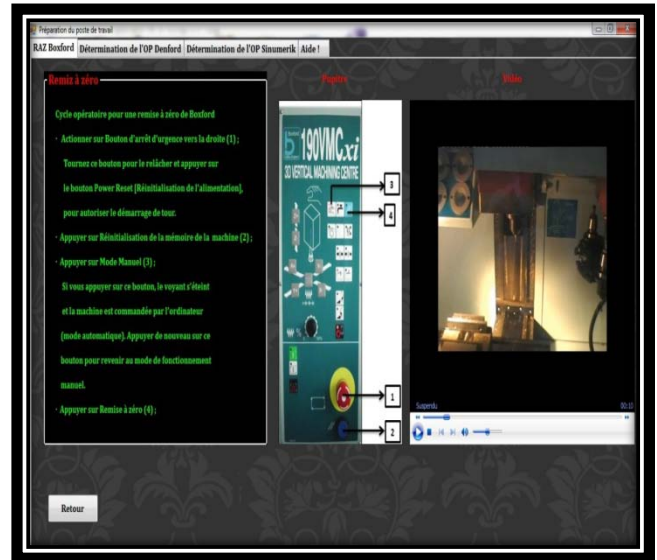 Préparation du poste de travail
RAZ Boxford Détermination de l'OP Denford Détermination de l'OP Sinumerik Aide !
Remiz à zéro
Cycle opératoire pour une remise à zéro de Boxford
· Actionner sur Bouton d'arrêt d'urgence vers la droite (1) ;
Tournez ce bouton pour le relâcher et appuyer sur
le bouton Power Reset [Réinitialisation de l'alimentation],
pour autoriser le démarrage de tour.
· Appuyer sur Réinitialisation de la mémoire de la machine (2) ;
· Appuyer sur Mode Manuel (3) ;
Si vous appuyer sur ce bouton, le voyant s'éteint
et la machine est commandée par l'ordinateur
(mode automatique). Appuyer de nouveau sur ce
bouton pour revenir au mode de fonctionnement
manuel.
· Appuyer sur Remise à zéro (4) ;
Pupitre
190VMCxi
3D VERTICAL MACHINING CENTRE
3
4
1
2
Vidéo
Suspendu 00:13
Retour